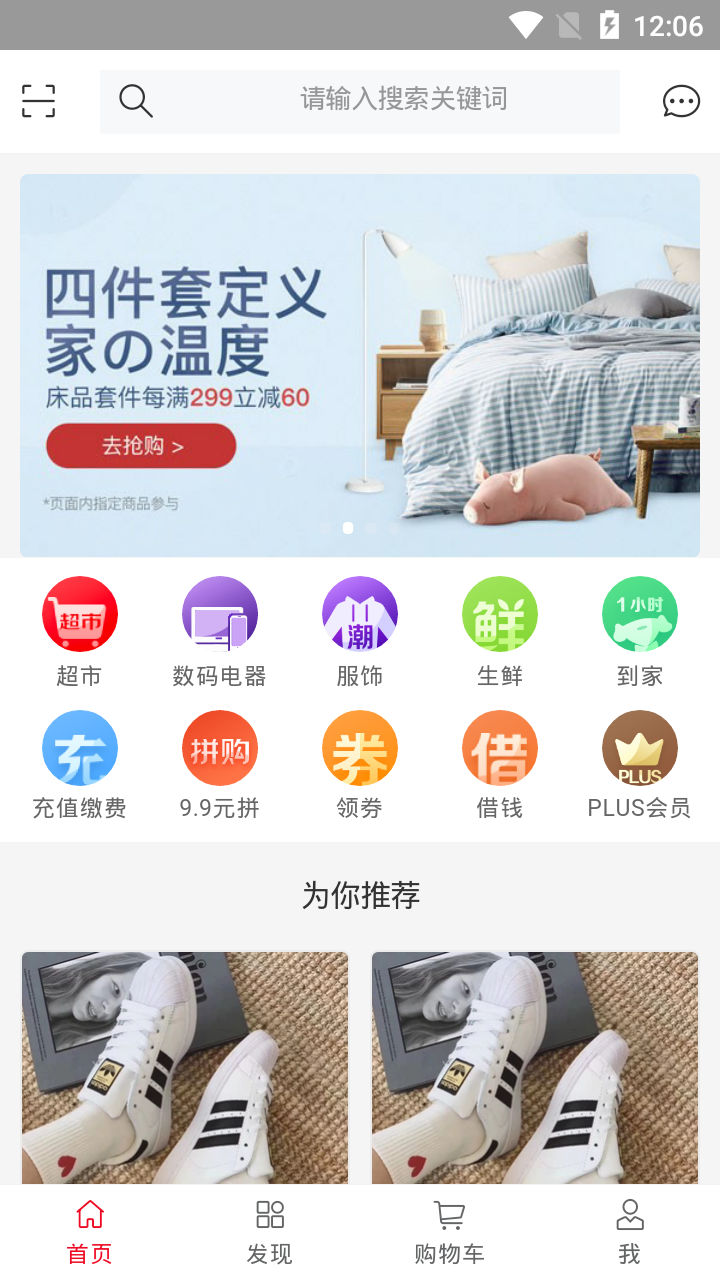 12:06
请输入搜索关键词
四件套定义
家の温度
床品套件每满299立减60
去抢购 >
*页面内指定商品参与
超市
潮
鲜
1小时
超市
数码电器
服饰
生鲜
到家
充
拼购
券
借
PLUS
充值缴费
9.9元拼
领券
借钱
PLUS会员
为你推荐
首页
发现
购物车
我